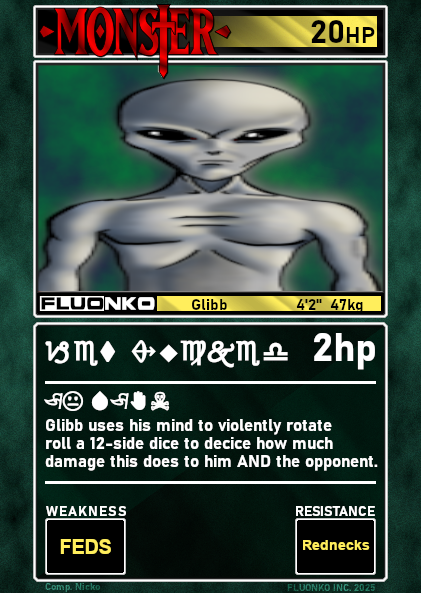 MONSTER 20HP
FLUONKO Glibb 4'2" 47kg
♑♏⧫ ♐◆♍🙵♏♎ 2hp
🙰😐 💧🙰✋☠
Glibb uses his mind to violently rotate
roll a 12-side dice to decice how much
damage this does to him AND the opponent.
WEAKNESS RESISTANCE
FEDS Rednecks
Comp. Nicko FLUONKO INC. 2025